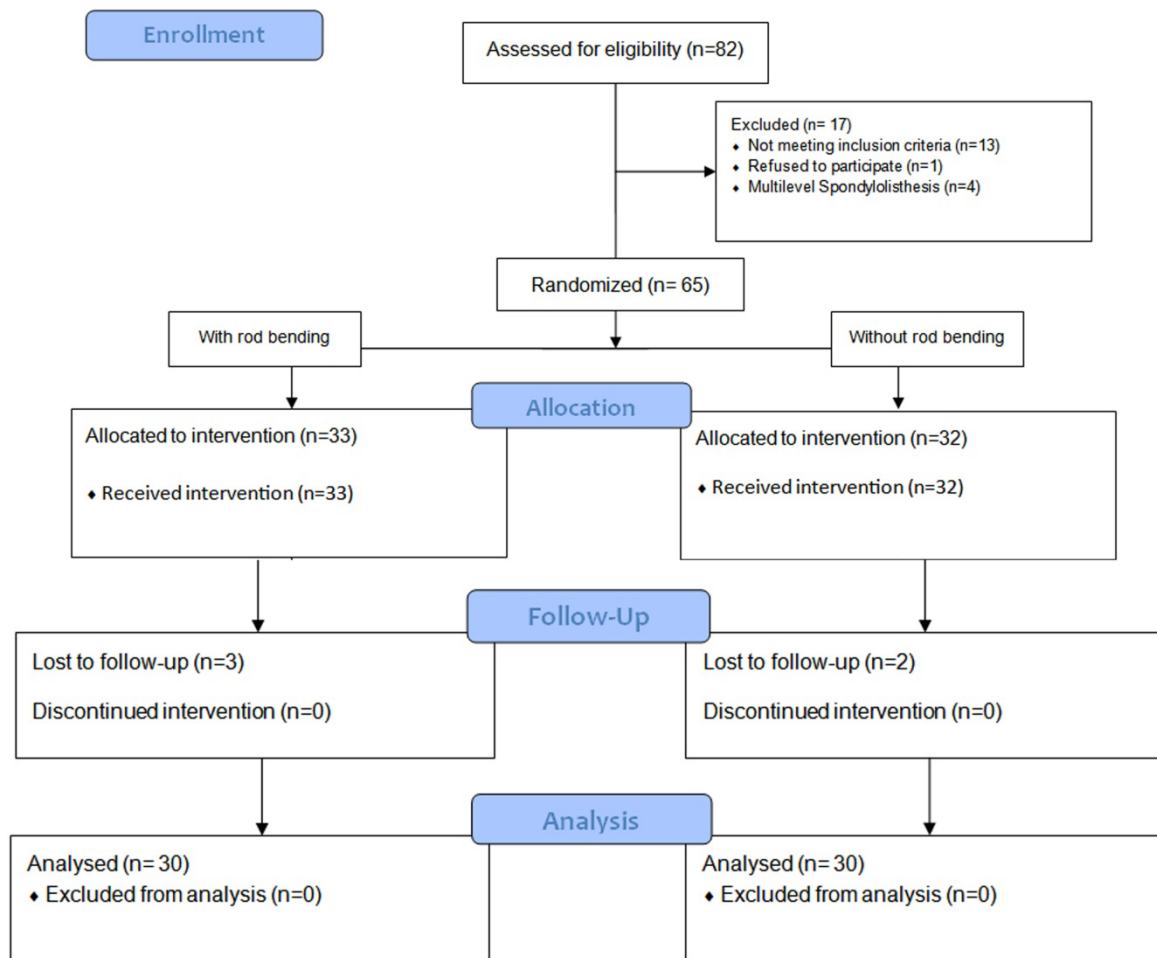 Enrollment
Assessed for eligibility (n=82)
Excluded (n= 17)
♦ Not meeting inclusion criteria (n=13)
♦ Refused to participate (n=1)
♦ Multilevel Spondylolisthesis (n=4)
Randomized (n= 65)
With rod bending
Without rod bending
Allocation
Allocated to intervention (n=33)
♦ Received intervention (n=33)
Allocated to intervention (n=32)
♦ Received intervention (n=32)
Follow-Up
Lost to follow-up (n=3)
Discontinued intervention (n=0)
Lost to follow-up (n=2)
Discontinued intervention (n=0)
Analysis
Analysed (n= 30)
♦ Excluded from analysis (n=0)
Analysed (n= 30)
♦ Excluded from analysis (n=0)